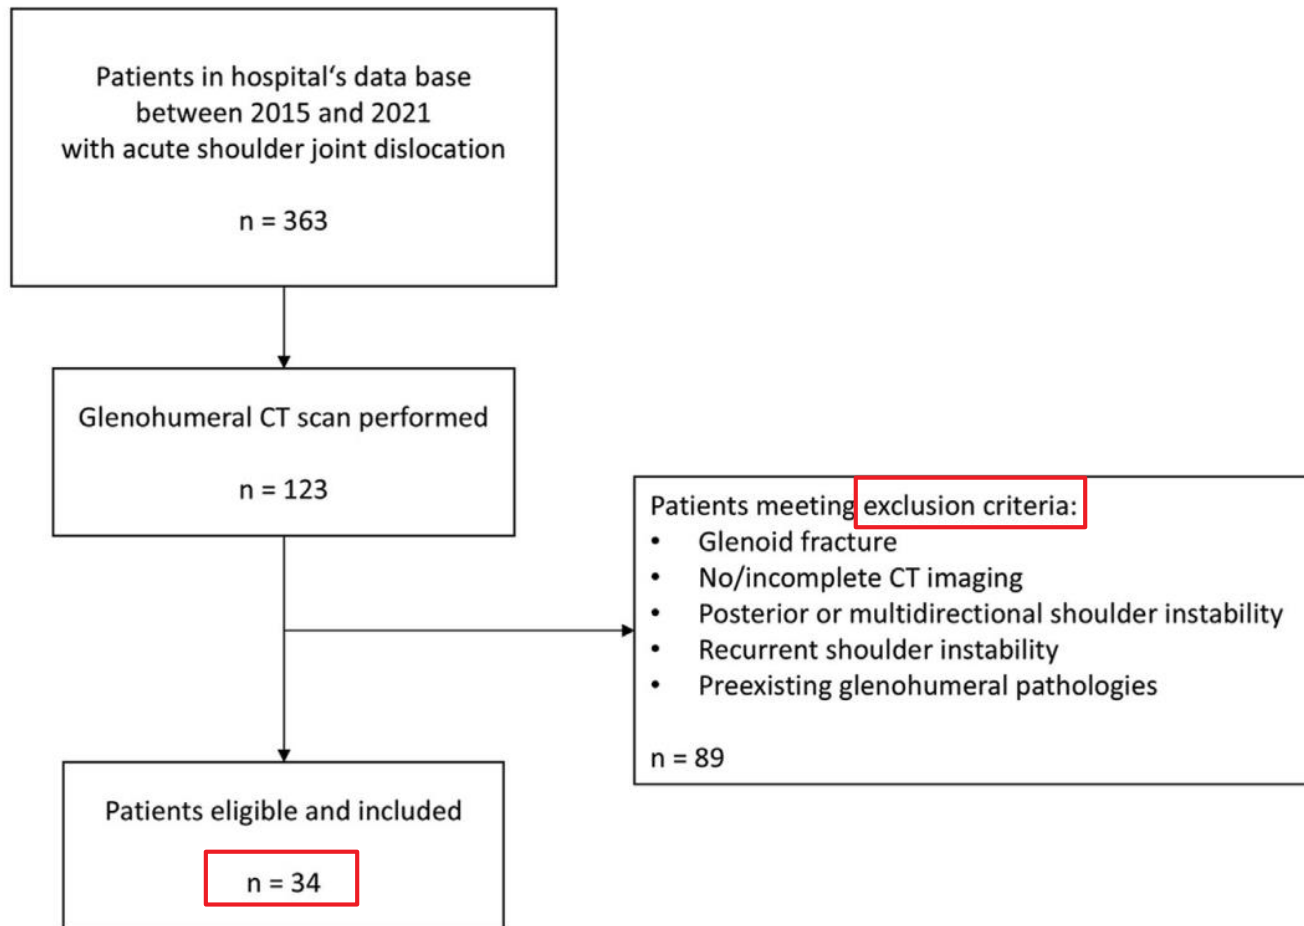 Patients in hospital‘s data base
between 2015 and 2021
with acute shoulder joint dislocation
n = 363
Glenohumeral CT scan performed
n = 123
Patients meeting exclusion criteria:
• Glenoid fracture
• No/incomplete CT imaging
• Posterior or multidirectional shoulder instability
• Recurrent shoulder instability
• Preexisting glenohumeral pathologies
n = 89
Patients eligible and included
n = 34